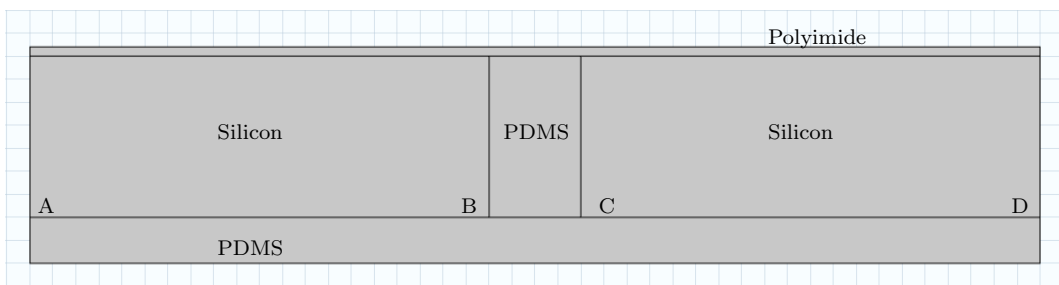 Polyimide
Silicon PDMS Silicon
A B C D
PDMS